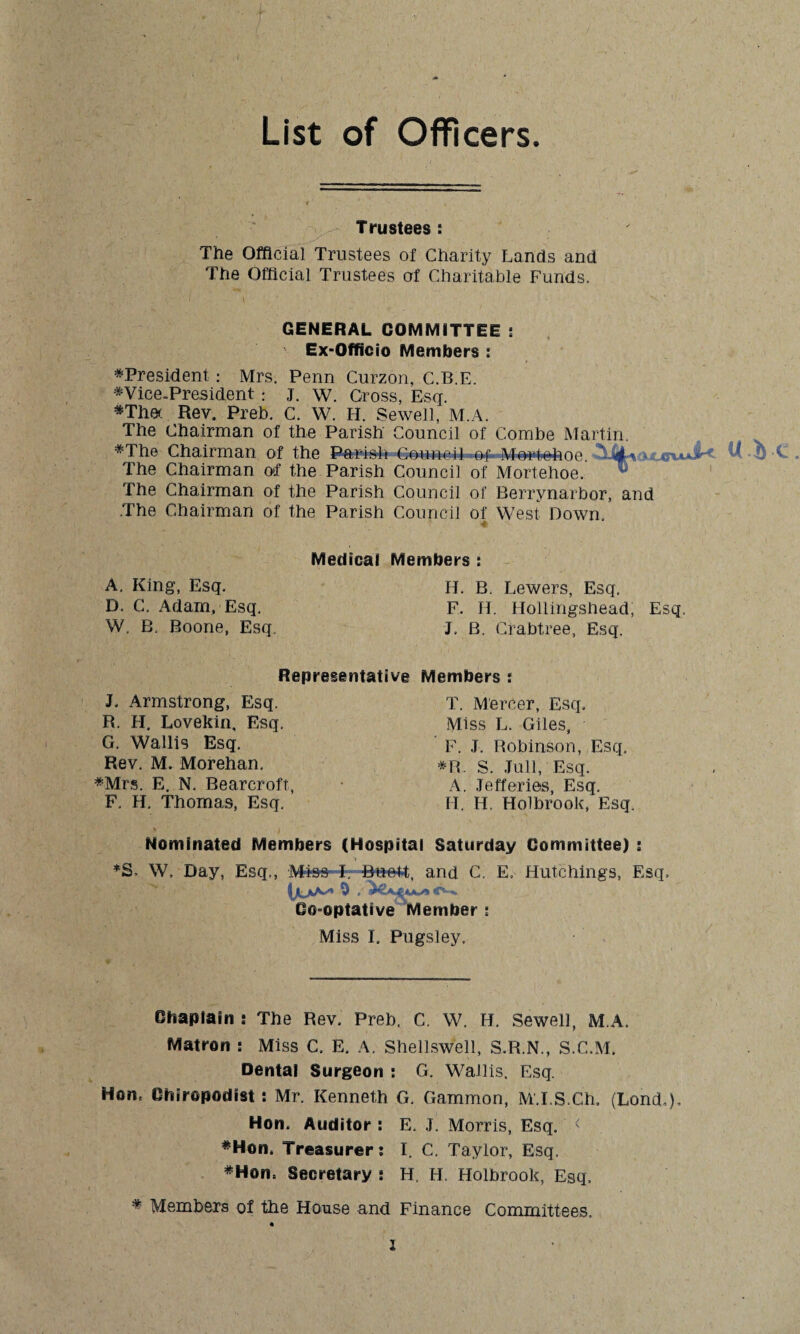 List of Officers.
Trustees :
The Official Trustees of Charity Lands and
The Official Trustees of Charitable Funds.
GENERAL COMMITTEE :
Ex-Officio Members :
*President : Mrs. Penn Curzon, C.B.E.
*Vice-President : J. W. Gross, Esq.
*The Rev. Preb. C. W. H. Sewell, M.A.
The Chairman of the Parish Council of Combe Martin.
*The Chairman of the Parish Council of Mortehoe. U D C.
The Chairman of the Parish Council of Mortehoe.
The Chairman of the Parish Council of Berrynarbor, and
.The Chairman of the Parish Council of West Down.
Medical Members :
A. King, Esq.
D. C. Adam, Esq.
W. B. Boone, Esq.
H. B. Lewers, Esq.
F. H. Hollingshead, Esq.
J. B. Crabtree, Esq.
Representative Members :
J. Armstrong, Esq.
R. H. Lovekin, Esq.
G. Wallis Esq.
Rev. M. Morehan.
*Mrs. E. N. Bearcroft,
F. H. Thomas, Esq.
T. Mercer, Esq.
Miss L. Giles,
F. J. Robinson, Esq.
*R. S. Jull, Esq.
A. Jefferies, Esq.
H. H. Holbrook, Esq.
Nominated Members (Hospital Saturday Committee) :
*S. W. Day, Esq., Miss I. Buett, and C. E. Hutchings, Esq.
Co-optative Member :
Miss I. Pugsley.
Chaplain : The Rev. Preb. C. W. H. Sewell, M.A.
Matron : Miss C. E. A. Shellswell, S.R.N., S.C.M.
Dental Surgeon : G. Wallis, Esq.
Hon. Chiropodist : Mr. Kenneth G. Gammon, M.I.S.Ch. (Lond.).
Hon. Auditor : E. J. Morris, Esq.
*Hon. Treasurer : I. C. Taylor, Esq.
*Hon. Secretary : H. H. Holbrook, Esq.
* Members of the House and Finance Committees.
1